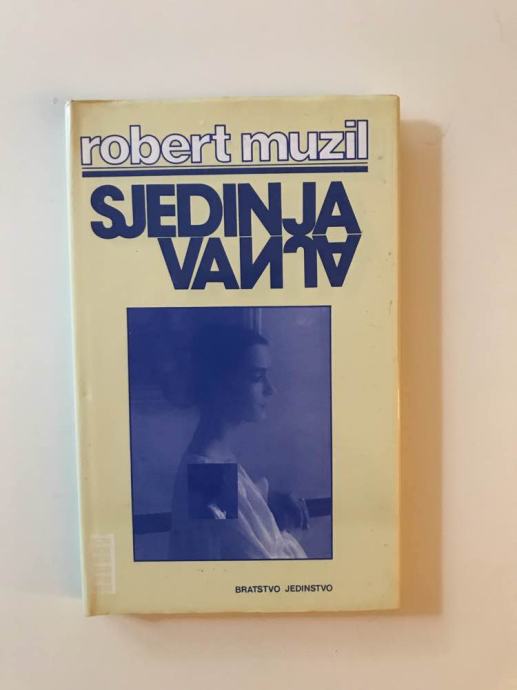 robert muzil
SJEDINJA
VANJA
BRATSTVO JEDINSTVO